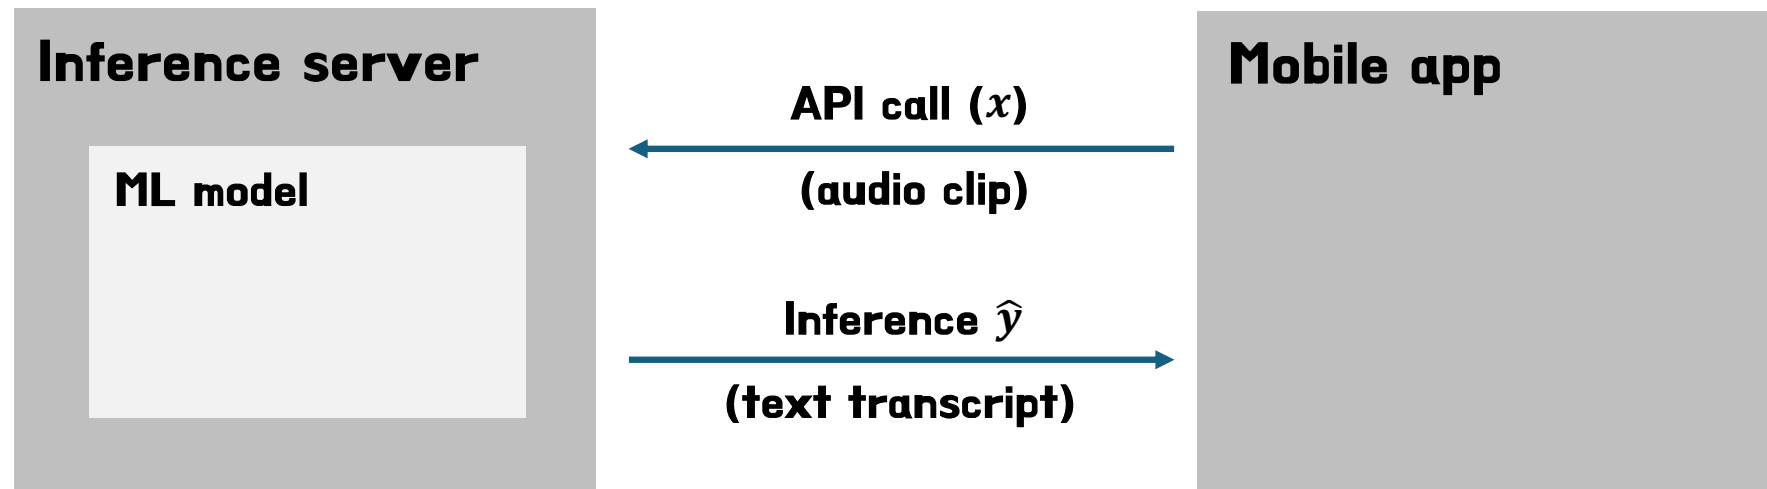 Inference server
ML model
API call (x)
(audio clip)
Inference ŷ
(text transcript)
Mobile app